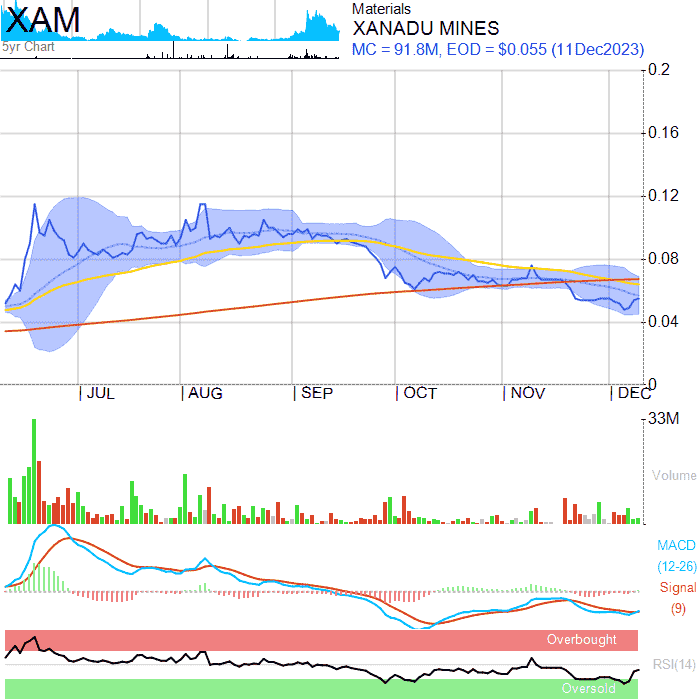 XAM
5yr Chart
Materials
XANADU MINES
MC = 91.8M, EOD = $0.055 (11Dec2023)
0.2
0.16
0.12
0.08
0.04
0
JUL
AUG
SEP
OCT
NOV
DEC
33M
Volume
MACD
(12-26)
Signal
(9)
Overbought
RSI(14)
Oversold